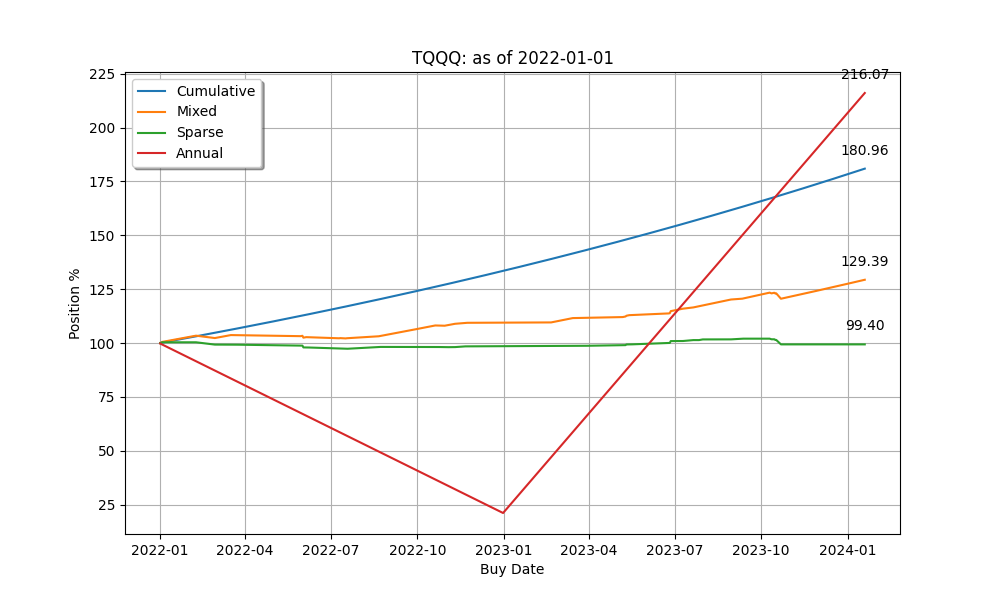 TQQQ: as of 2022-01-01
Cumulative
Mixed
Sparse
Annual
216.07
180.96
129.39
99.40
225
200
175
150
125
100
75
50
25
Position %
2022-01 2022-04 2022-07 2022-10 2023-01 2023-04 2023-07 2023-10 2024-01
Buy Date